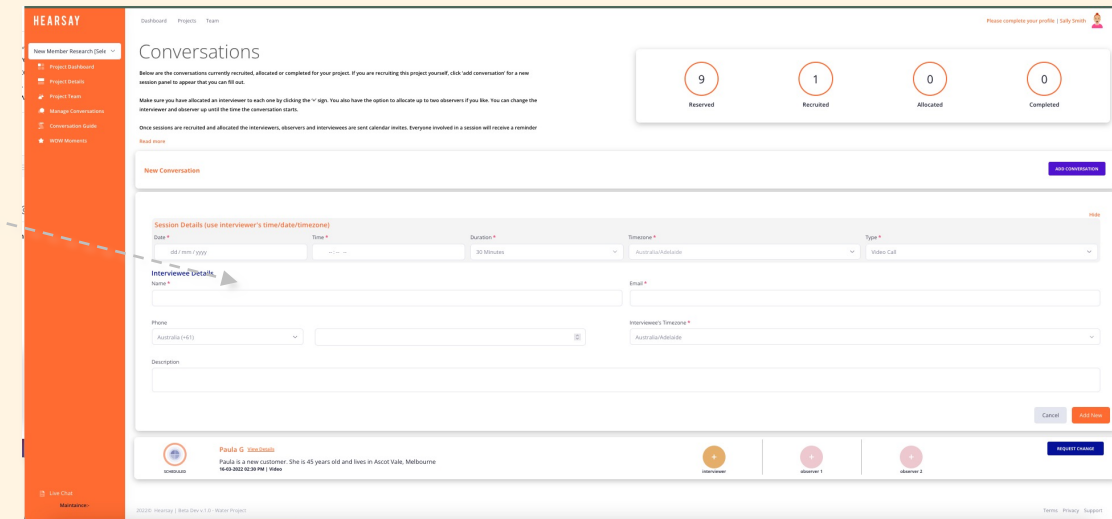 HEARSAY
Dashboard Projects Team
Please complete your profile | Sally Smith
New Member Research (Sele
Project Dashboard
Project Details
Project Team
Manage Conversations
Conversation Guide
WOW Moments
Conversations
Below are the conversations currently recruited, allocated or completed for your project. If you are recruiting this project yourself, click 'add conversation' for a new
session panel to appear that you can fill out.
Make sure you have allocated an interviewer to each one by clicking the '+' sign. You also have the option to allocate up to two observers if you like. You can change the
interviewer and observer up until the time the conversation starts.
Once sessions are recruited and allocated the interviewers, observers and interviewees are sent calendar invites. Everyone involved in a session will receive a reminder
Read more
9 1 0 0
Reserved Recruited Allocated Completed
New Conversation
ADD CONVERSATION
Hide
Session Details (use interviewer's time/date/timezone)
Date * Time * Duration * Timezone * Type *
dd / mm / yyyy --:-- -- 30 Minutes Australia/Adelaide Video Call
Interviewee Details
Name * Email *
Phone Interviewee's Timezone *
Australia (+61) Australia/Adelaide
Description
Cancel Add New
Paula G View Details
Paula is a new customer. She is 45 years old and lives in Ascot Vale, Melbourne
16-03-2022 02:30 PM | Video
SCHEDULED
+ + +
interviewer observer 1 observer 2
REQUEST CHANGE
Live Chat
Maintaince:-
Terms Privacy Support